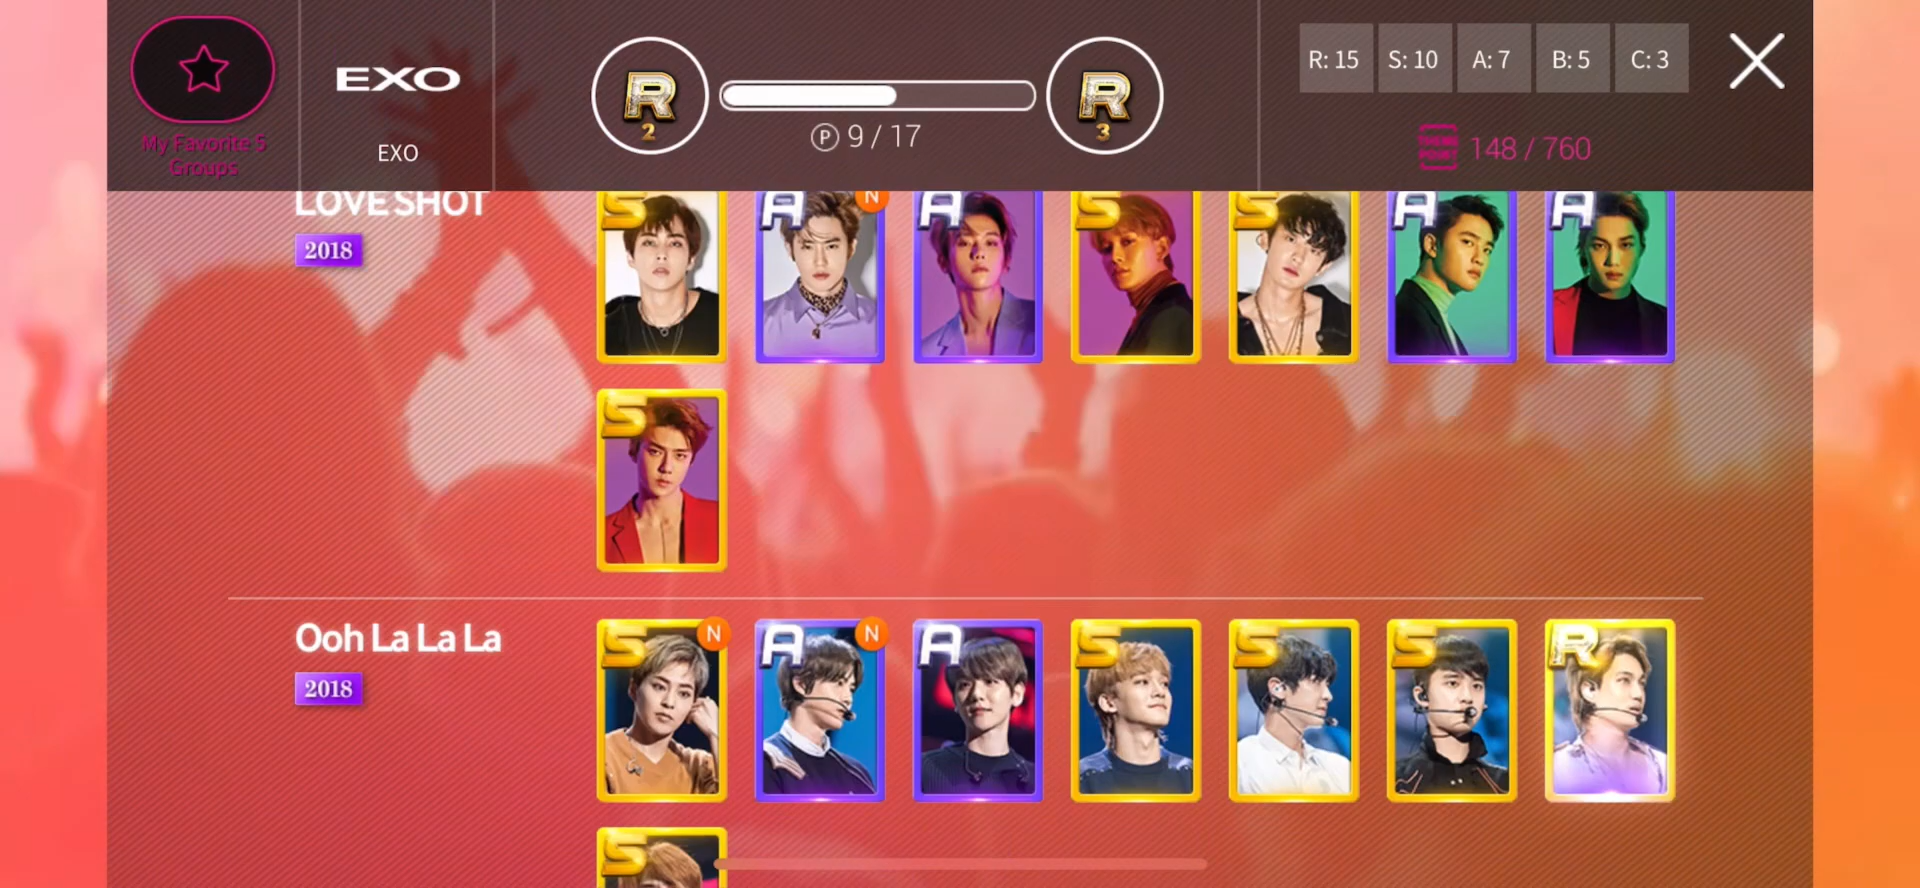 My Favorite 5
Groups
EXO
EXO
R
2
P 9 / 17
R
3
R: 15
S: 10
A: 7
B: 5
C: 3
148 / 760
LOVE SHOT
2018
S
A
N
A
S
S
A
A
S
Ooh La La La
2018
S
N
A
N
A
S
S
S
R
S